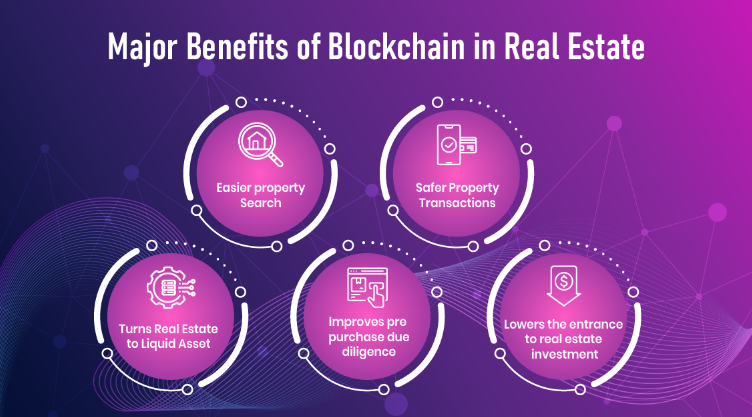 Major Benefits of Blockchain in Real Estate
Easier property
Search
Safer Property
Transactions
Turns Real Estate
to Liquid Asset
Improves pre
purchase due
diligence
$
Lowers the entrance
to real estate
investment